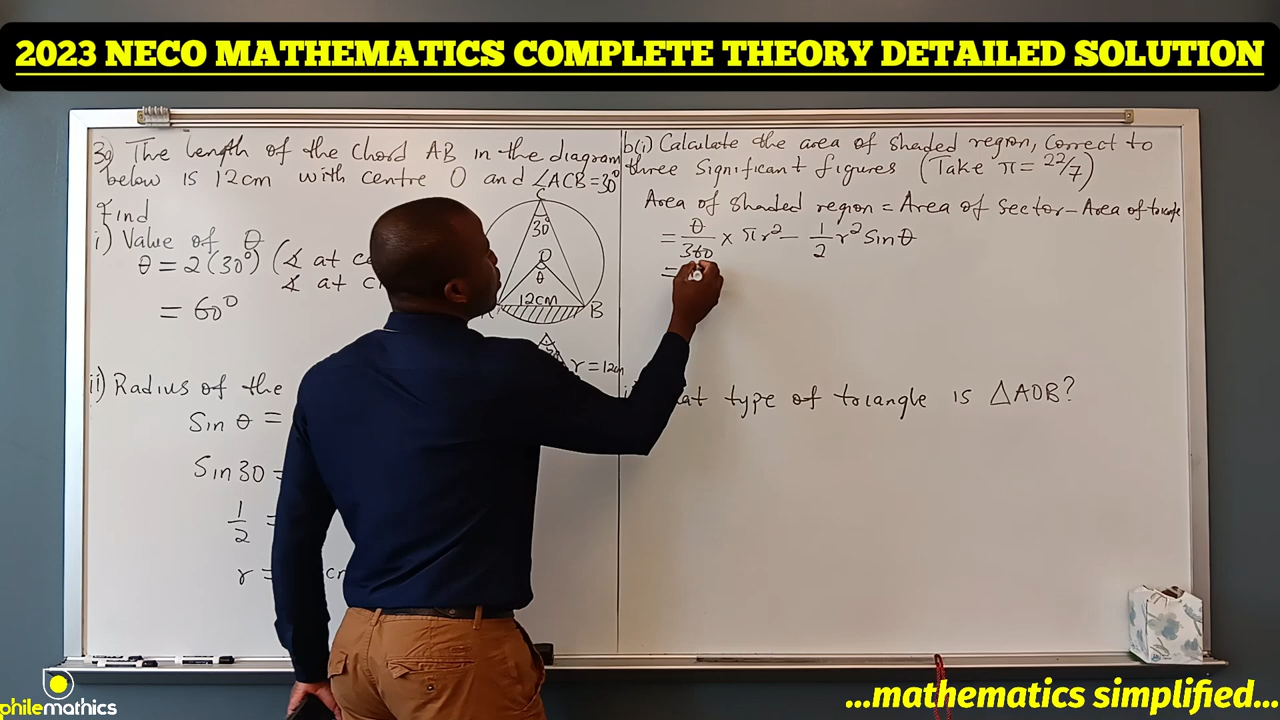 2023 NECO MATHEMATICS COMPLETE THEORY DETAILED SOLUTION
3a) The length of the chord AB in the diagram
below is 12cm with centre O and ∠ACB=30°
Find
i) Value of θ
θ = 2(30°) (∡ at
∡ at
= 60°
C
30°
O
θ
12cm
B
r=12cm
ii) Radius of the
Sin θ =
Sin 30 =
1/2 =
r =
b(i) Calculate the area of shaded region, correct to
three significant figures (Take π = 22/7)
Area of shaded region = Area of sector - Area of triangle
= θ/360 × πr² - 1/2 r² Sin θ
=
type of triangle is △AOB?
philemathics
...mathematics simplified...